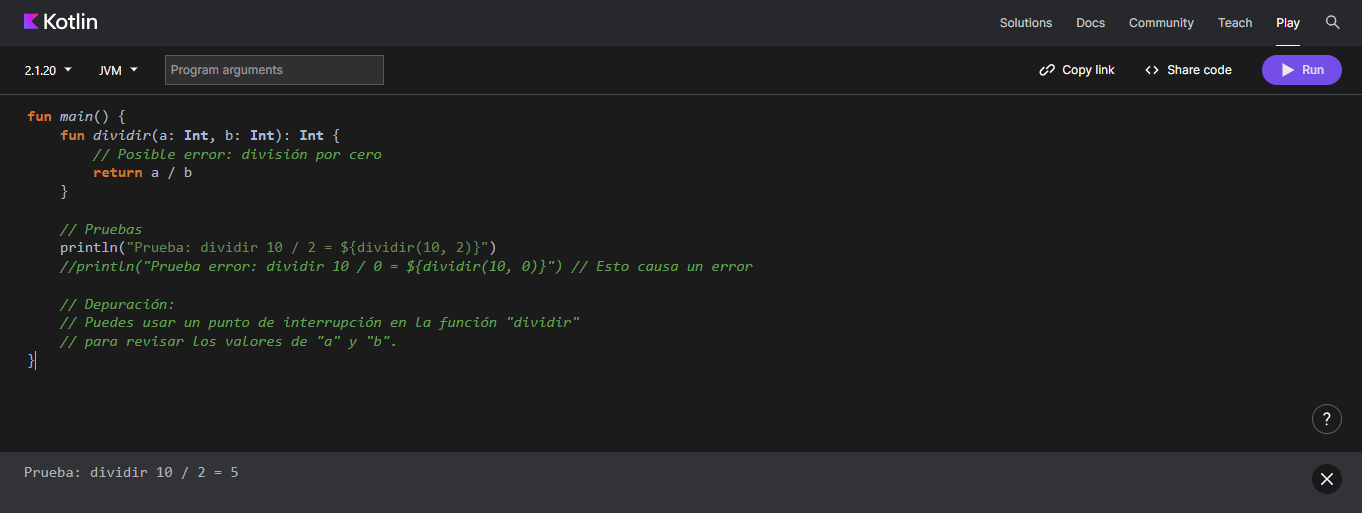 Kotlin
Solutions Docs Community Teach Play
2.1.20 JVM Program arguments Copy link <> Share code Run
fun main() {
    fun dividir(a: Int, b: Int): Int {
        // Posible error: división por cero
        return a / b
    }

    // Pruebas
    println("Prueba: dividir 10 / 2 = ${dividir(10, 2)}")
    //println("Prueba error: dividir 10 / 0 = ${dividir(10, 0)}") // Esto causa un error

    // Depuración:
    // Puedes usar un punto de interrupción en la función "dividir"
    // para revisar los valores de "a" y "b".
}
?
Prueba: dividir 10 / 2 = 5